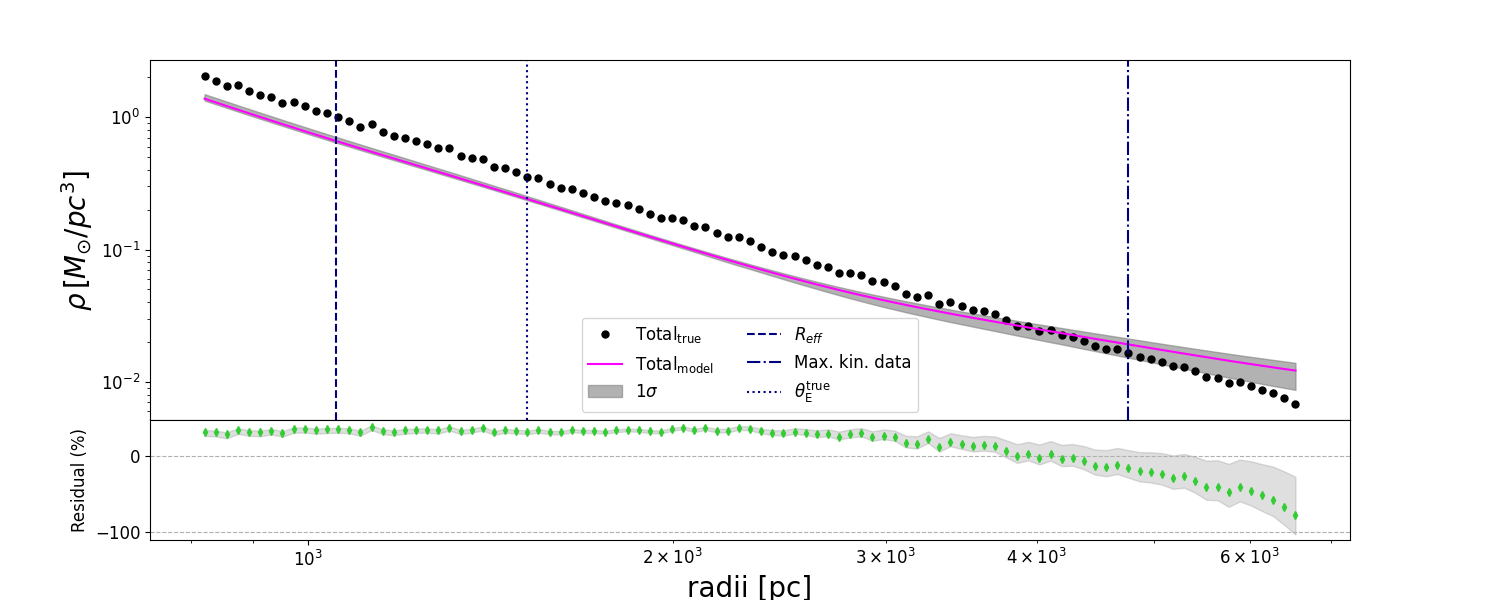 ρ [M⊙/pc³]
10⁰
10⁻¹
10⁻²
Total_true
Total_model
1σ
R_eff
Max. kin. data
θ_E^true
Residual (%)
0
−100
10³
2 × 10³
3 × 10³
4 × 10³
6 × 10³
radii [pc]